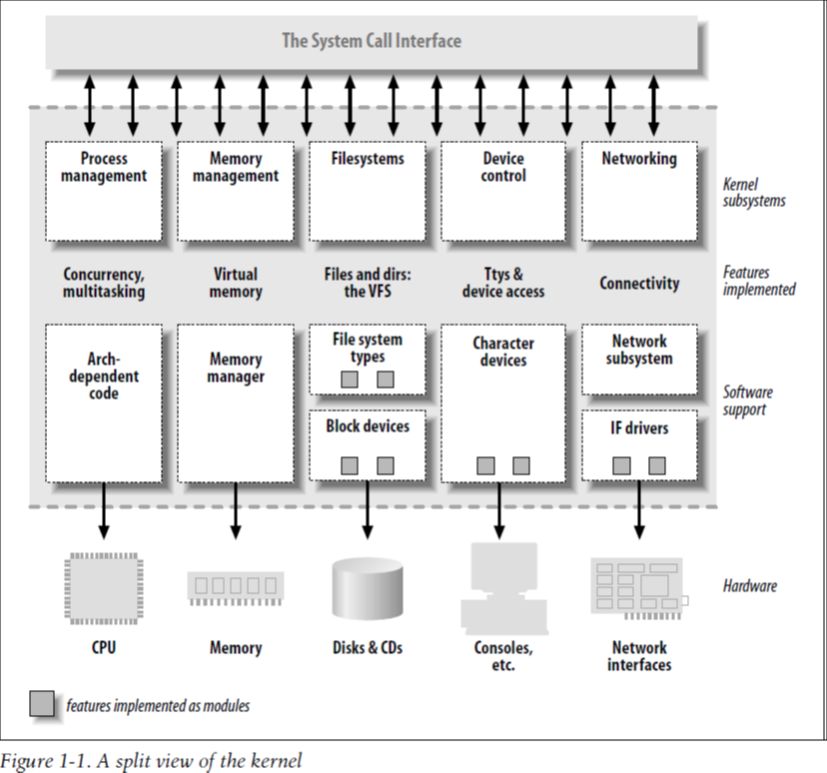 The System Call Interface
Process
management
Memory
management
Filesystems
Device
control
Networking
Kernel
subsystems
Concurrency,
multitasking
Virtual
memory
Files and dirs:
the VFS
Ttys &
device access
Connectivity
Features
implemented
Arch-
dependent
code
Memory
manager
File system
types
Block devices
Character
devices
Network
subsystem
IF drivers
Software
support
Hardware
CPU
Memory
Disks & CDs
Consoles,
etc.
Network
interfaces
features implemented as modules
Figure 1-1. A split view of the kernel